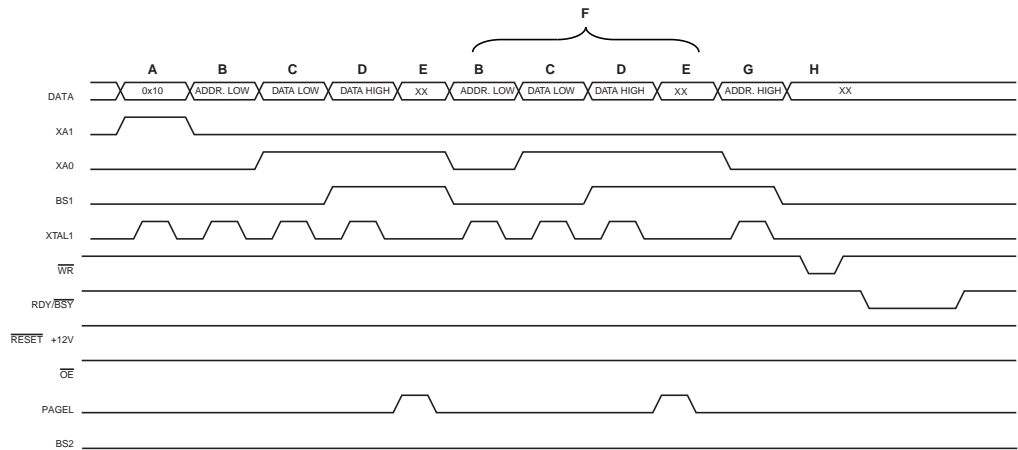 F
A B C D E B C D E G H
DATA 0x10 ADDR. LOW DATA LOW DATA HIGH XX ADDR. LOW DATA LOW DATA HIGH XX ADDR. HIGH XX
XA1
XA0
BS1
XTAL1
WR
RDY/BSY
RESET +12V
OE
PAGEL
BS2